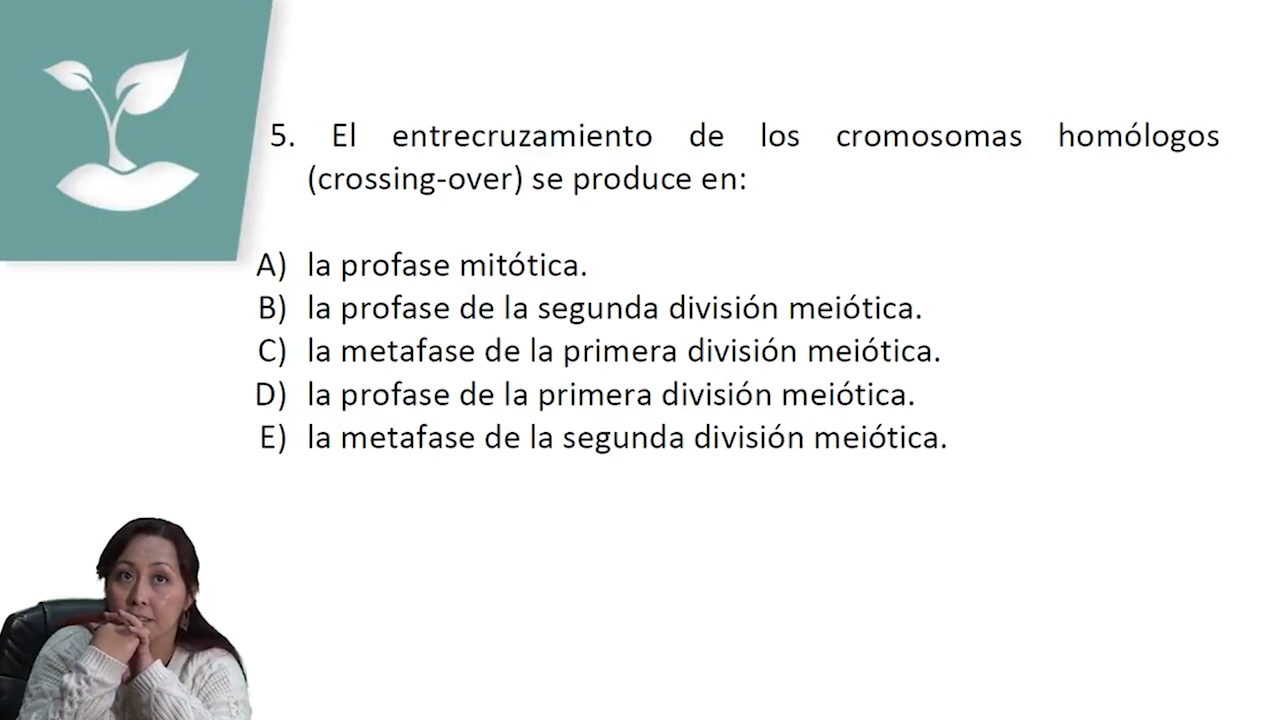 5. El entrecruzamiento de los cromosomas homólogos
(crossing-over) se produce en:
A) la profase mitótica.
B) la profase de la segunda división meiótica.
C) la metafase de la primera división meiótica.
D) la profase de la primera división meiótica.
E) la metafase de la segunda división meiótica.